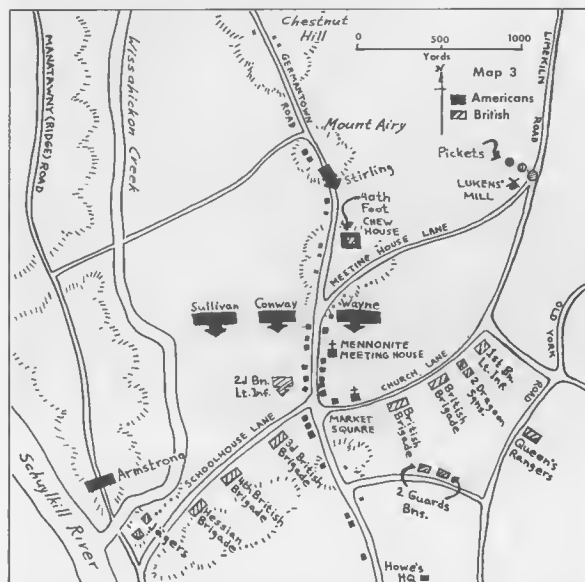 Chestnut
Hill
0 500 1000
Yards
N
Map 3
Americans
British
MANATAWNY (RIDGE) ROAD
Wissahickon Creek
GERMANTOWN
ROAD
LIMEKILN
ROAD
Mount Airy
Pickets
LUKENS'
MILL
Stirling
40th
Foot
CHEW
HOUSE
MEETING HOUSE LANE
OLD
YORK
ROAD
Sullivan
Conway
Wayne
MENNONITE
MEETING HOUSE
2d Bn.
Lt. Inf.
CHURCH LANE
1st Bn.
Lt. Inf.
2 Dragoon
Sqns.
British
Brigade
British
Brigade
MARKET
SQUARE
SCHOOLHOUSE LANE
3d British
Brigade
4th British
Brigade
Hessian
Brigade
Queen's
Rangers
2 Guards
Bns.
Armstrong
Jagers
Schuylkill
River
Howe's
HQ